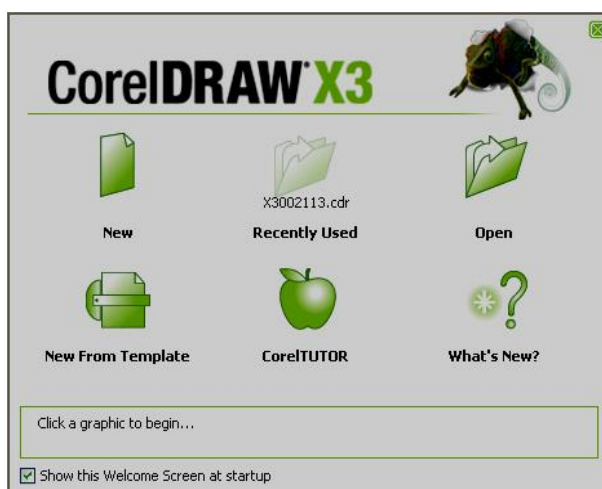 CorelDRAW X3
X3002113.cdr
New
Recently Used
Open
New From Template
CorelTUTOR
What's New?
Click a graphic to begin...
Show this Welcome Screen at startup